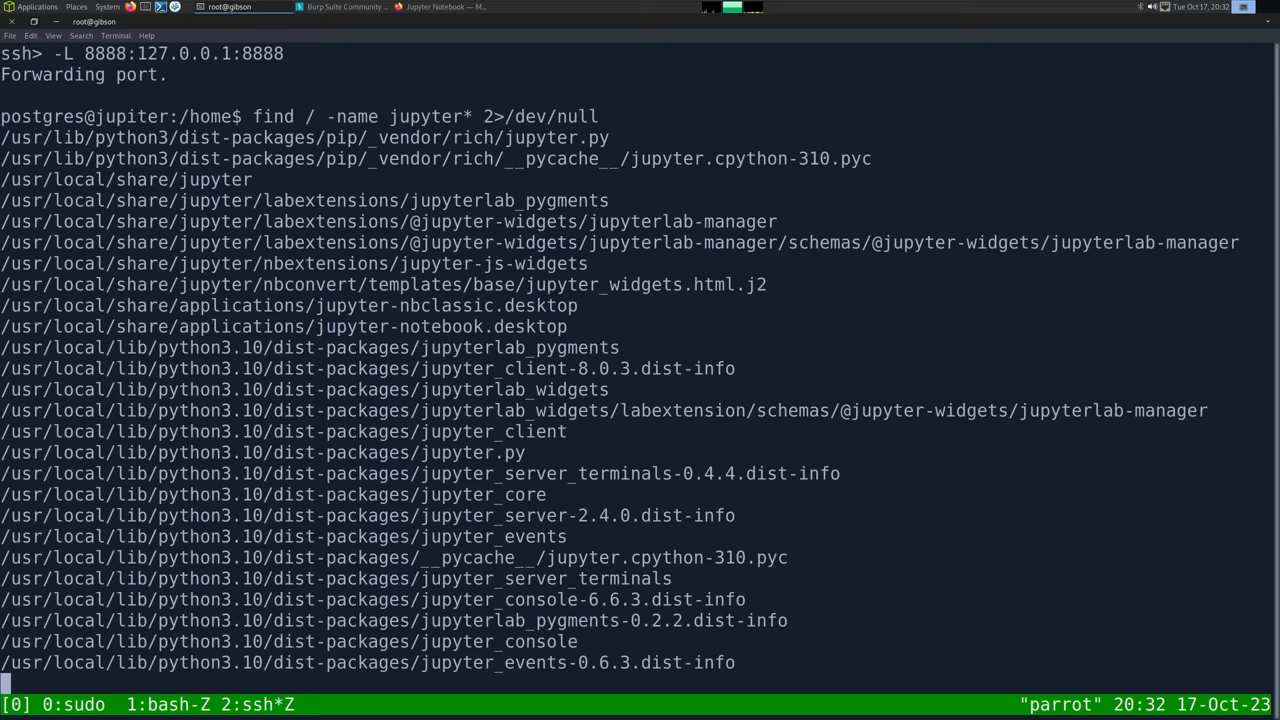 Applications Places System root@gibson Burp Suite Community ... Jupyter Notebook — M... Tue Oct 17, 20:32
root@gibson
File Edit View Search Terminal Help
ssh> -L 8888:127.0.0.1:8888
Forwarding port.
postgres@jupiter:/home$ find / -name jupyter* 2>/dev/null
/usr/lib/python3/dist-packages/pip/_vendor/rich/jupyter.py
/usr/lib/python3/dist-packages/pip/_vendor/rich/__pycache__/jupyter.cpython-310.pyc
/usr/local/share/jupyter
/usr/local/share/jupyter/labextensions/jupyterlab_pygments
/usr/local/share/jupyter/labextensions/@jupyter-widgets/jupyterlab-manager
/usr/local/share/jupyter/labextensions/@jupyter-widgets/jupyterlab-manager/schemas/@jupyter-widgets/jupyterlab-manager
/usr/local/share/jupyter/nbextensions/jupyter-js-widgets
/usr/local/share/jupyter/nbconvert/templates/base/jupyter_widgets.html.j2
/usr/local/share/applications/jupyter-nbclassic.desktop
/usr/local/share/applications/jupyter-notebook.desktop
/usr/local/lib/python3.10/dist-packages/jupyterlab_pygments
/usr/local/lib/python3.10/dist-packages/jupyter_client-8.0.3.dist-info
/usr/local/lib/python3.10/dist-packages/jupyterlab_widgets
/usr/local/lib/python3.10/dist-packages/jupyterlab_widgets/labextension/schemas/@jupyter-widgets/jupyterlab-manager
/usr/local/lib/python3.10/dist-packages/jupyter_client
/usr/local/lib/python3.10/dist-packages/jupyter.py
/usr/local/lib/python3.10/dist-packages/jupyter_server_terminals-0.4.4.dist-info
/usr/local/lib/python3.10/dist-packages/jupyter_core
/usr/local/lib/python3.10/dist-packages/jupyter_server-2.4.0.dist-info
/usr/local/lib/python3.10/dist-packages/jupyter_events
/usr/local/lib/python3.10/dist-packages/__pycache__/jupyter.cpython-310.pyc
/usr/local/lib/python3.10/dist-packages/jupyter_server_terminals
/usr/local/lib/python3.10/dist-packages/jupyter_console-6.6.3.dist-info
/usr/local/lib/python3.10/dist-packages/jupyterlab_pygments-0.2.2.dist-info
/usr/local/lib/python3.10/dist-packages/jupyter_console
/usr/local/lib/python3.10/dist-packages/jupyter_events-0.6.3.dist-info
[0] 0:sudo 1:bash-Z 2:ssh*Z "parrot" 20:32 17-Oct-23